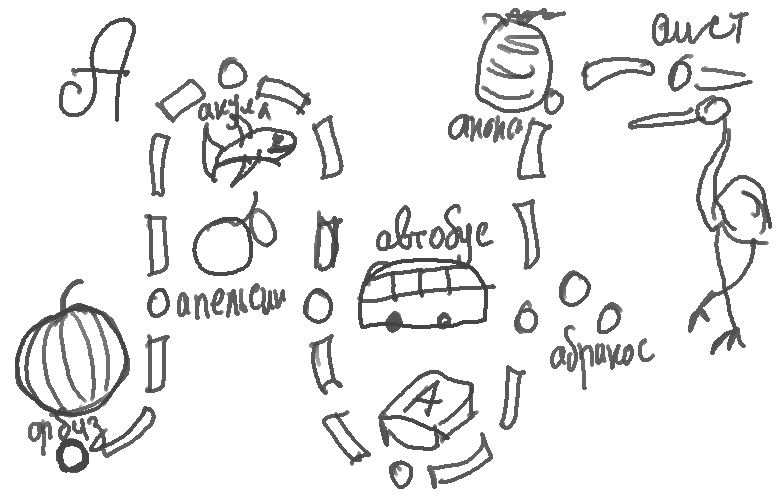 А
аист
акула
автобус
апельсин
абрикос
А
арбуз